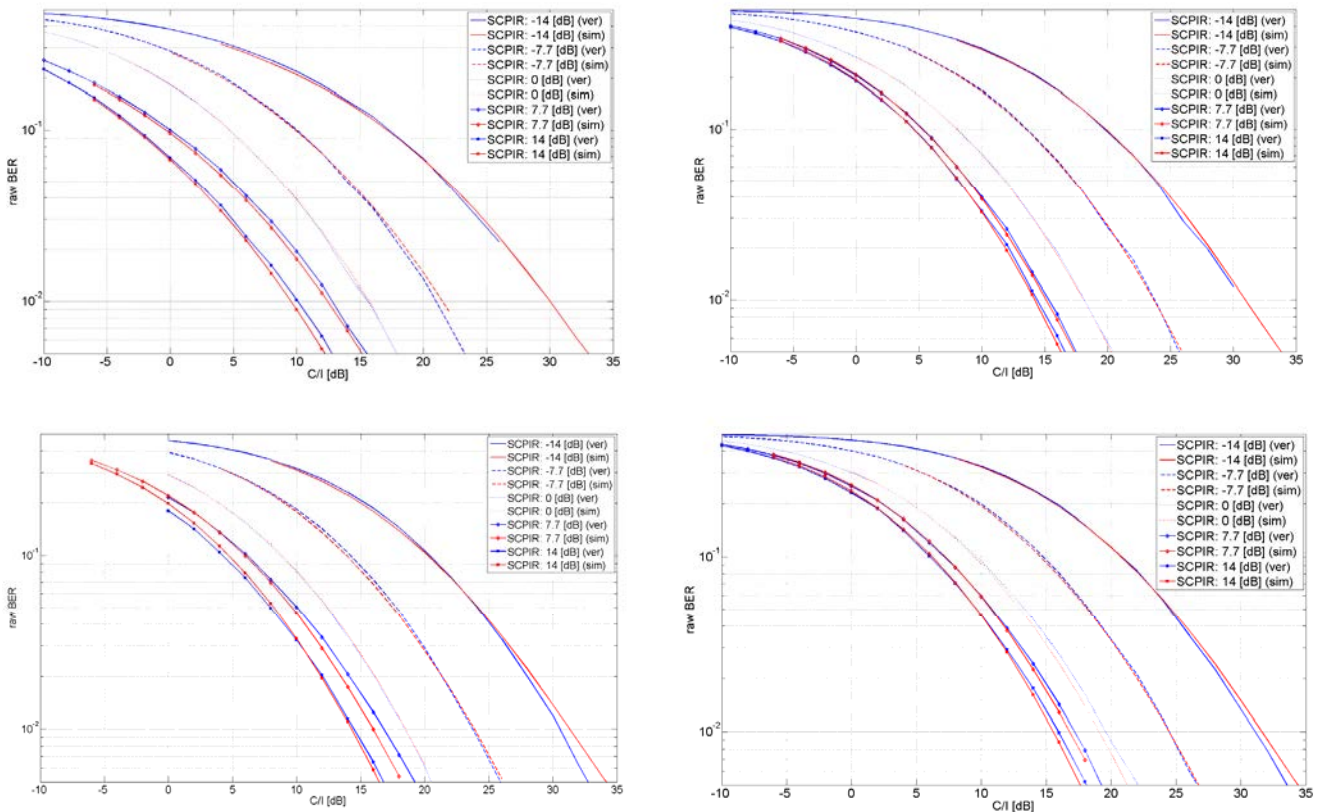 SCPIR: -14 [dB] (ver)
SCPIR: -14 [dB] (sim)
SCPIR: -7.7 [dB] (ver)
SCPIR: -7.7 [dB] (sim)
SCPIR: 0 [dB] (ver)
SCPIR: 0 [dB] (sim)
SCPIR: 7.7 [dB] (ver)
SCPIR: 7.7 [dB] (sim)
SCPIR: 14 [dB] (ver)
SCPIR: 14 [dB] (sim)
10-1
10-2
raw BER
-10 -5 0 5 10 15 20 25 30 35
C/I [dB]
SCPIR: -14 [dB] (ver)
SCPIR: -14 [dB] (sim)
SCPIR: -7.7 [dB] (ver)
SCPIR: -7.7 [dB] (sim)
SCPIR: 0 [dB] (ver)
SCPIR: 0 [dB] (sim)
SCPIR: 7.7 [dB] (ver)
SCPIR: 7.7 [dB] (sim)
SCPIR: 14 [dB] (ver)
SCPIR: 14 [dB] (sim)
10-1
10-2
raw BER
-10 -5 0 5 10 15 20 25 30 35
C/I [dB]
SCPIR: -14 [dB] (ver)
SCPIR: -14 [dB] (sim)
SCPIR: -7.7 [dB] (ver)
SCPIR: -7.7 [dB] (sim)
SCPIR: 0 [dB] (ver)
SCPIR: 0 [dB] (sim)
SCPIR: 7.7 [dB] (ver)
SCPIR: 7.7 [dB] (sim)
SCPIR: 14 [dB] (ver)
SCPIR: 14 [dB] (sim)
10-1
10-2
raw BER
-10 -5 0 5 10 15 20 25 30 35
C/I [dB]
SCPIR: -14 [dB] (ver)
SCPIR: -14 [dB] (sim)
SCPIR: -7.7 [dB] (ver)
SCPIR: -7.7 [dB] (sim)
SCPIR: 0 [dB] (ver)
SCPIR: 0 [dB] (sim)
SCPIR: 7.7 [dB] (ver)
SCPIR: 7.7 [dB] (sim)
SCPIR: 14 [dB] (ver)
SCPIR: 14 [dB] (sim)
10-1
10-2
raw BER
-10 -5 0 5 10 15 20 25 30 35
C/I [dB]